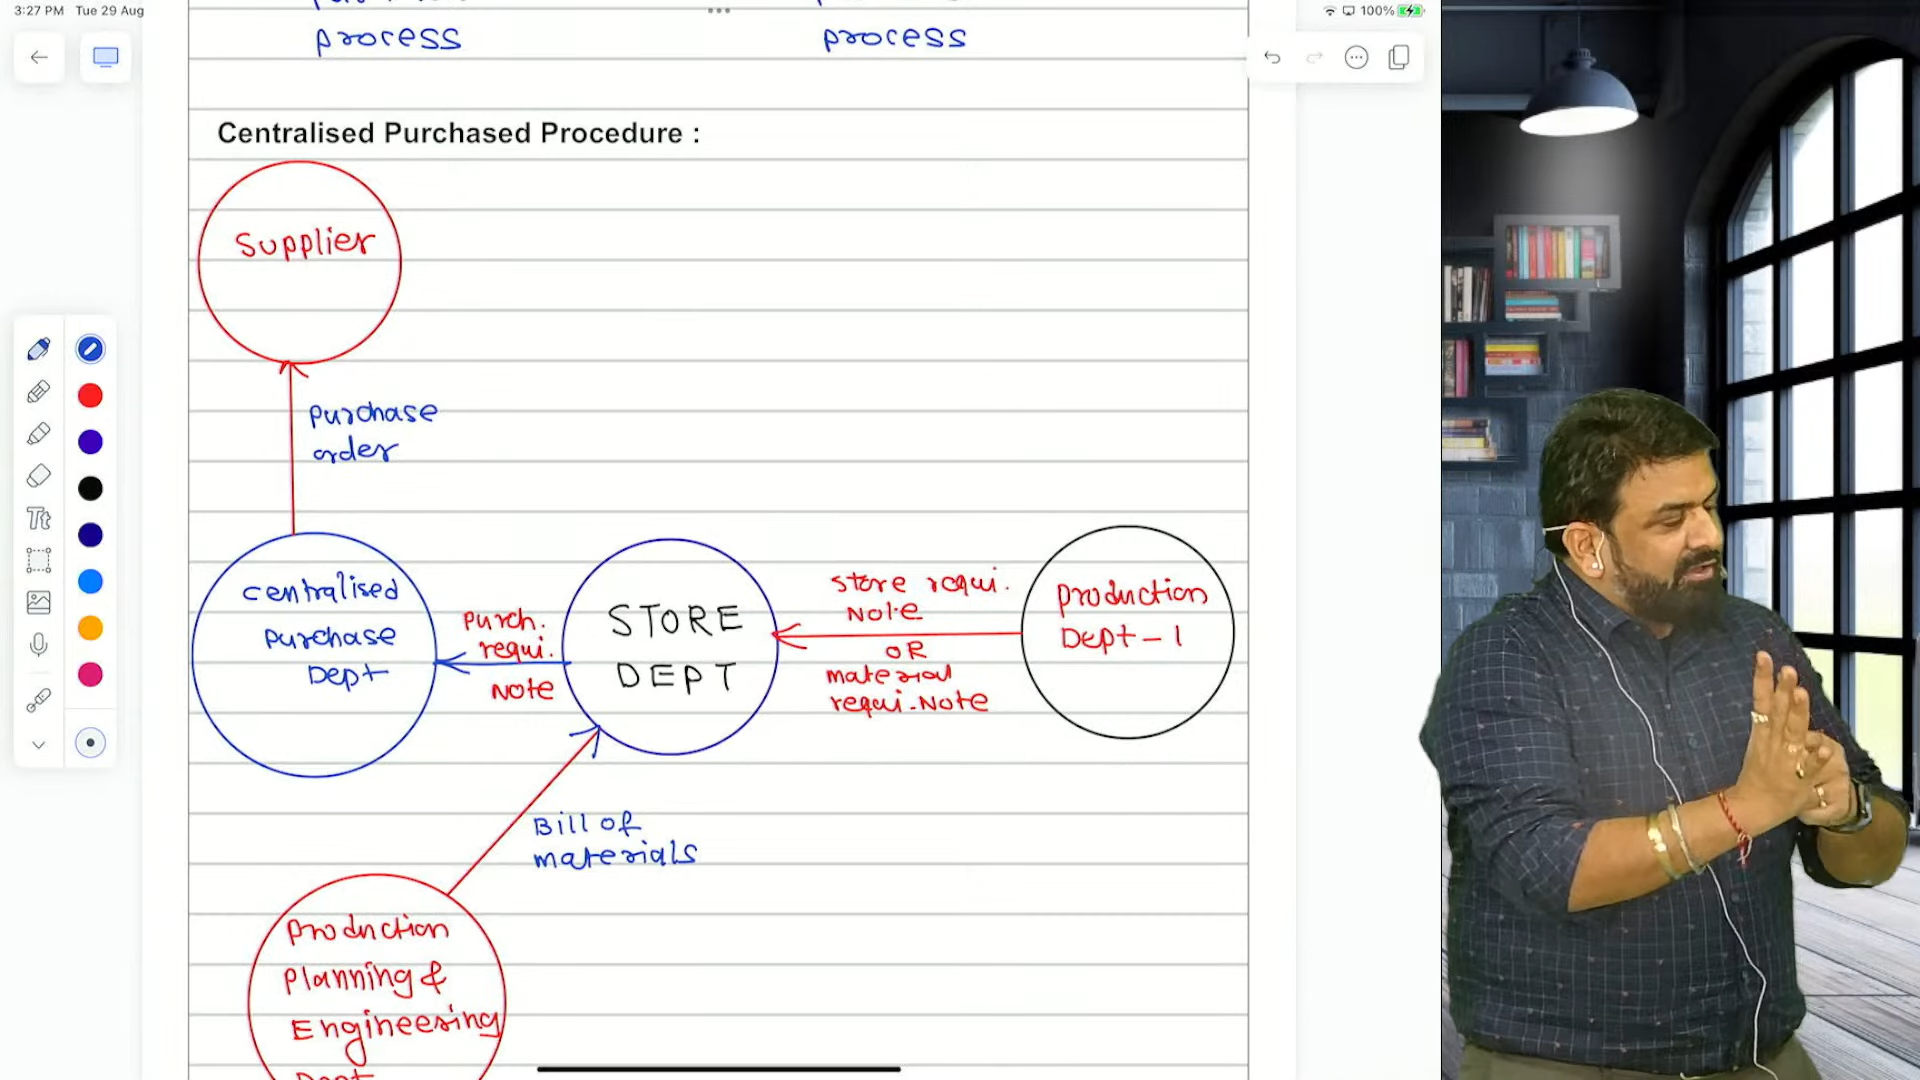 3:27 PM Tue 29 Aug
100%
process
process
Centralised Purchased Procedure :
Supplier
Purchase
order
centralised
purchase
Dept
Purch.
requi.
Note
STORE
DEPT
store requi.
Note
OR
material
requi. Note
production
Dept - 1
Bill of
materials
Production
Planning &
Engineering
Tt